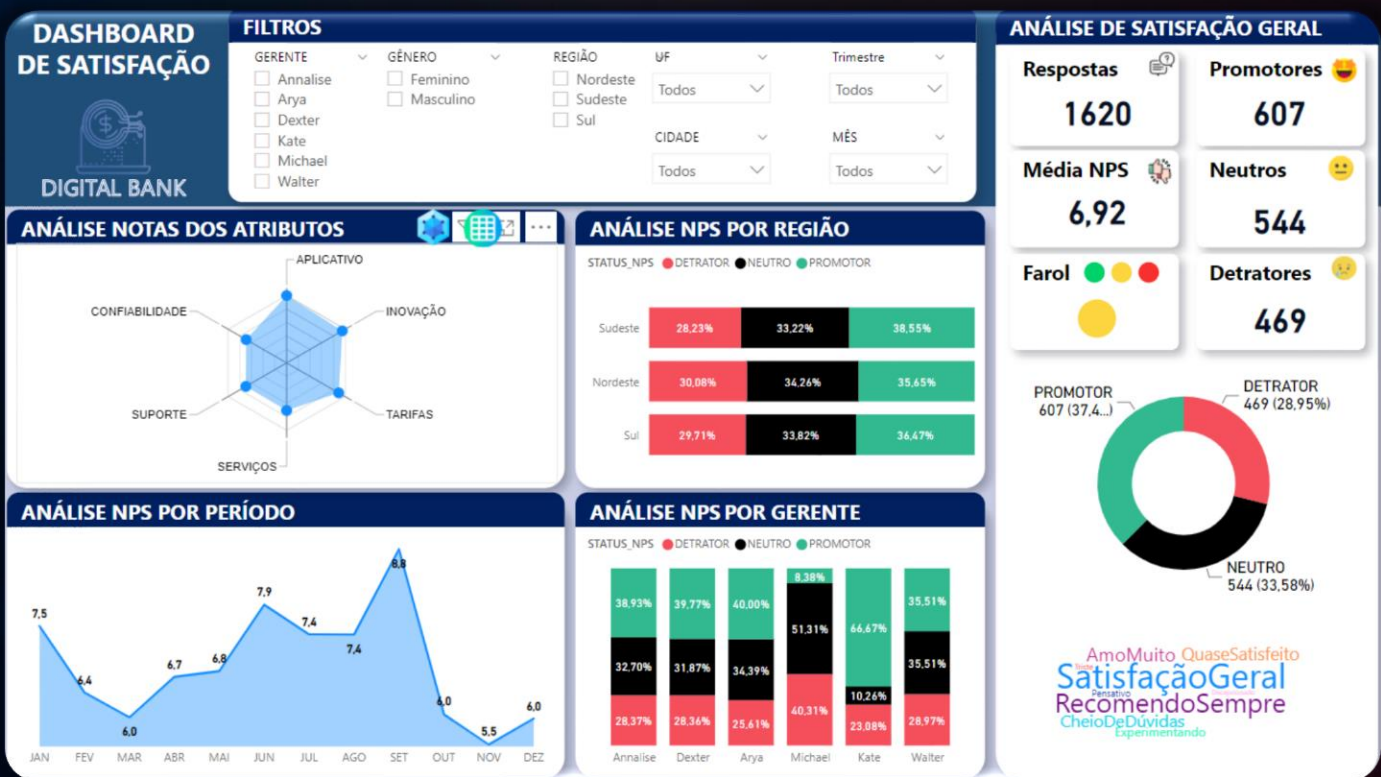 DASHBOARD
DE SATISFAÇÃO
DIGITAL BANK
FILTROS
GERENTE
Annalise
Arya
Dexter
Kate
Michael
Walter
GÊNERO
Feminino
Masculino
REGIÃO
Nordeste
Sudeste
Sul
UF
Todos
CIDADE
Todos
Trimestre
Todos
MÊS
Todos
ANÁLISE DE SATISFAÇÃO GERAL
Respostas
1620
Promotores
607
Média NPS
6,92
Neutros
544
Farol
Detratores
469
PROMOTOR
607 (37,4...)
DETRATOR
469 (28,95%)
NEUTRO
544 (33,58%)
AmoMuito QuaseSatisfeito
SatisfaçãoGeral
Pensativo
RecomendoSempre
CheioDeDúvidas
Experimentando
ANÁLISE NOTAS DOS ATRIBUTOS
APLICATIVO
CONFIABILIDADE
INOVAÇÃO
SUPORTE
TARIFAS
SERVIÇOS
ANÁLISE NPS POR REGIÃO
STATUS_NPS DETRATOR NEUTRO PROMOTOR
Sudeste 28,23% 33,22% 38,55%
Nordeste 30,08% 34,26% 35,65%
Sul 29,71% 33,82% 36,47%
ANÁLISE NPS POR PERÍODO
7,5
6,4
6,0
6,7
6,8
7,9
7,4
7,4
8,8
6,0
5,5
6,0
JAN FEV MAR ABR MAI JUN JUL AGO SET OUT NOV DEZ
ANÁLISE NPS POR GERENTE
STATUS_NPS DETRATOR NEUTRO PROMOTOR
38,93% 39,77% 40,00% 8,38% 66,67% 35,51%
32,70% 31,87% 34,39% 51,31% 10,26% 35,51%
28,37% 28,36% 25,61% 40,31% 23,08% 28,97%
Annalise Dexter Arya Michael Kate Walter